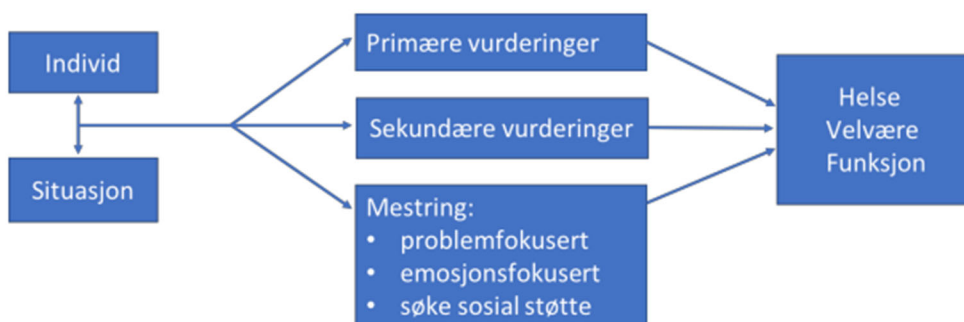 Individ
Situasjon
Primære vurderinger
Sekundære vurderinger
Mestring:
• problemfokusert
• emosjonsfokusert
• søke sosial støtte
Helse
Velvære
Funksjon